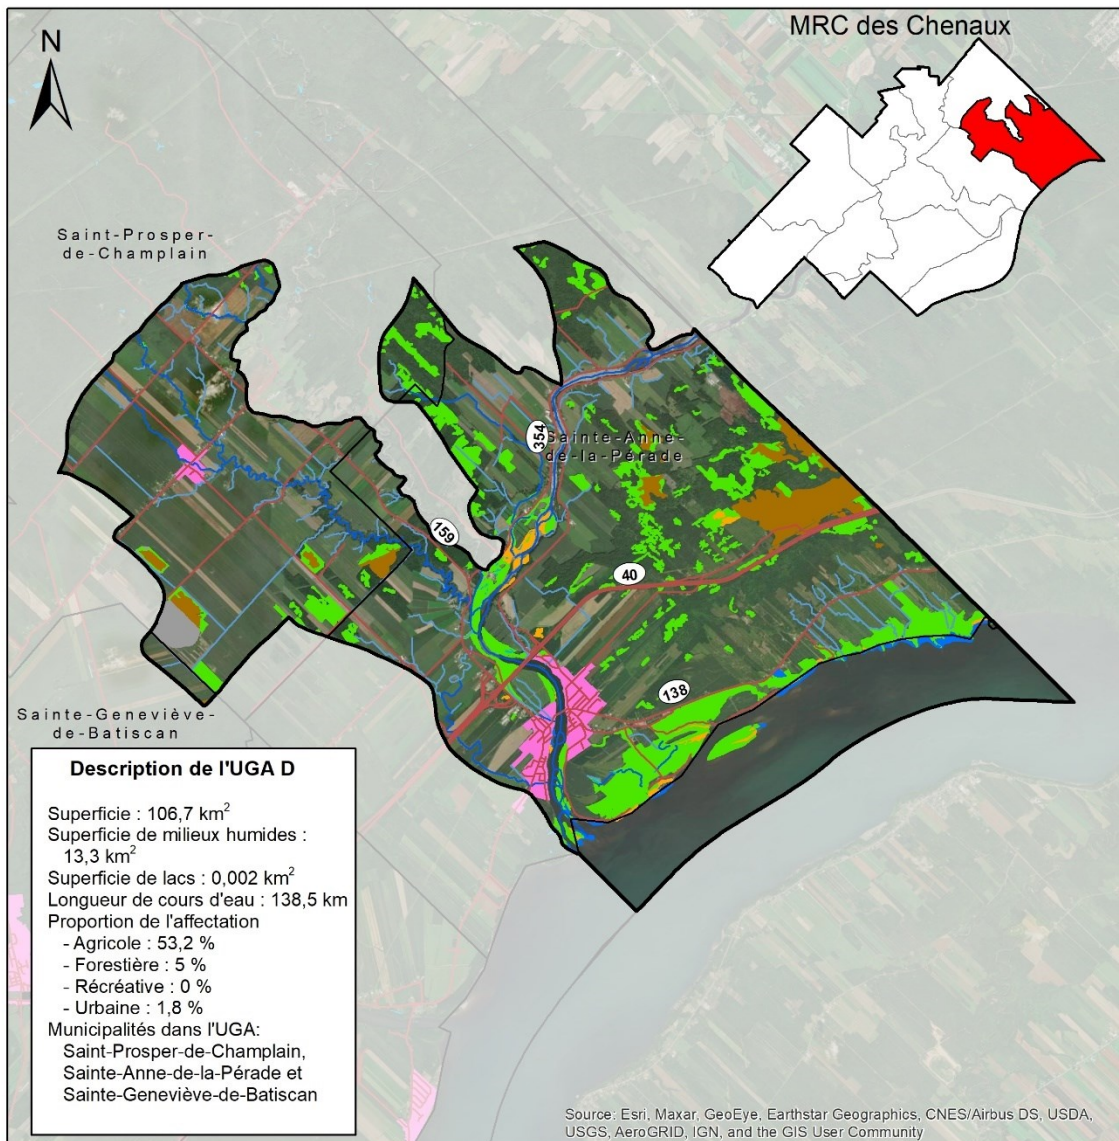 MRC des Chenaux
N
Saint-Prosper-
de-Champlain
354
Sainte-Anne-
de-la-Pérade
159
40
138
Sainte-Geneviève-
de-Batiscan
Description de l'UGA D
Superficie : 106,7 km²
Superficie de milieux humides :
13,3 km²
Superficie de lacs : 0,002 km²
Longueur de cours d'eau : 138,5 km
Proportion de l'affectation
- Agricole : 53,2 %
- Forestière : 5 %
- Récréative : 0 %
- Urbaine : 1,8 %
Municipalités dans l'UGA:
Saint-Prosper-de-Champlain,
Sainte-Anne-de-la-Pérade et
Sainte-Geneviève-de-Batiscan
Source: Esri, Maxar, GeoEye, Earthstar Geographics, CNES/Airbus DS, USDA,
USGS, AeroGRID, IGN, and the GIS User Community